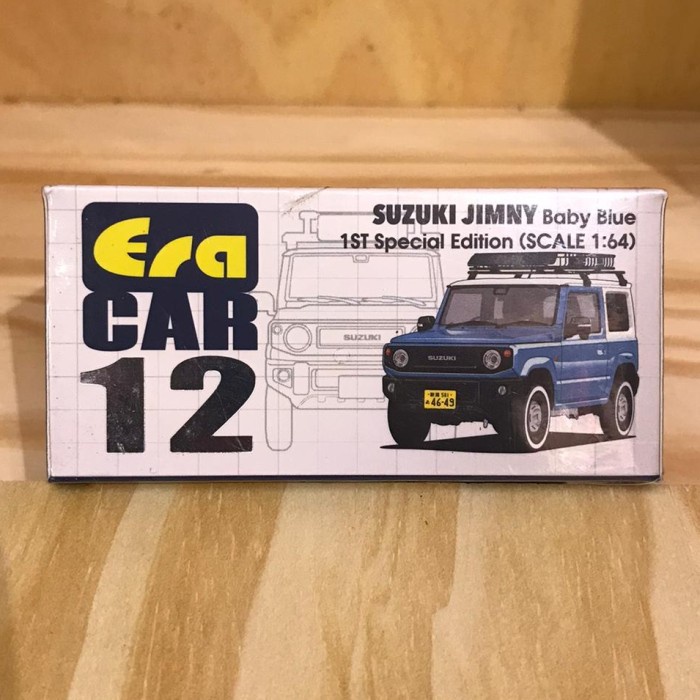 Era
CAR
12
SUZUKI JIMNY Baby Blue
1ST Special Edition (SCALE 1:64)
SUZUKI
SUZUKI
46-49